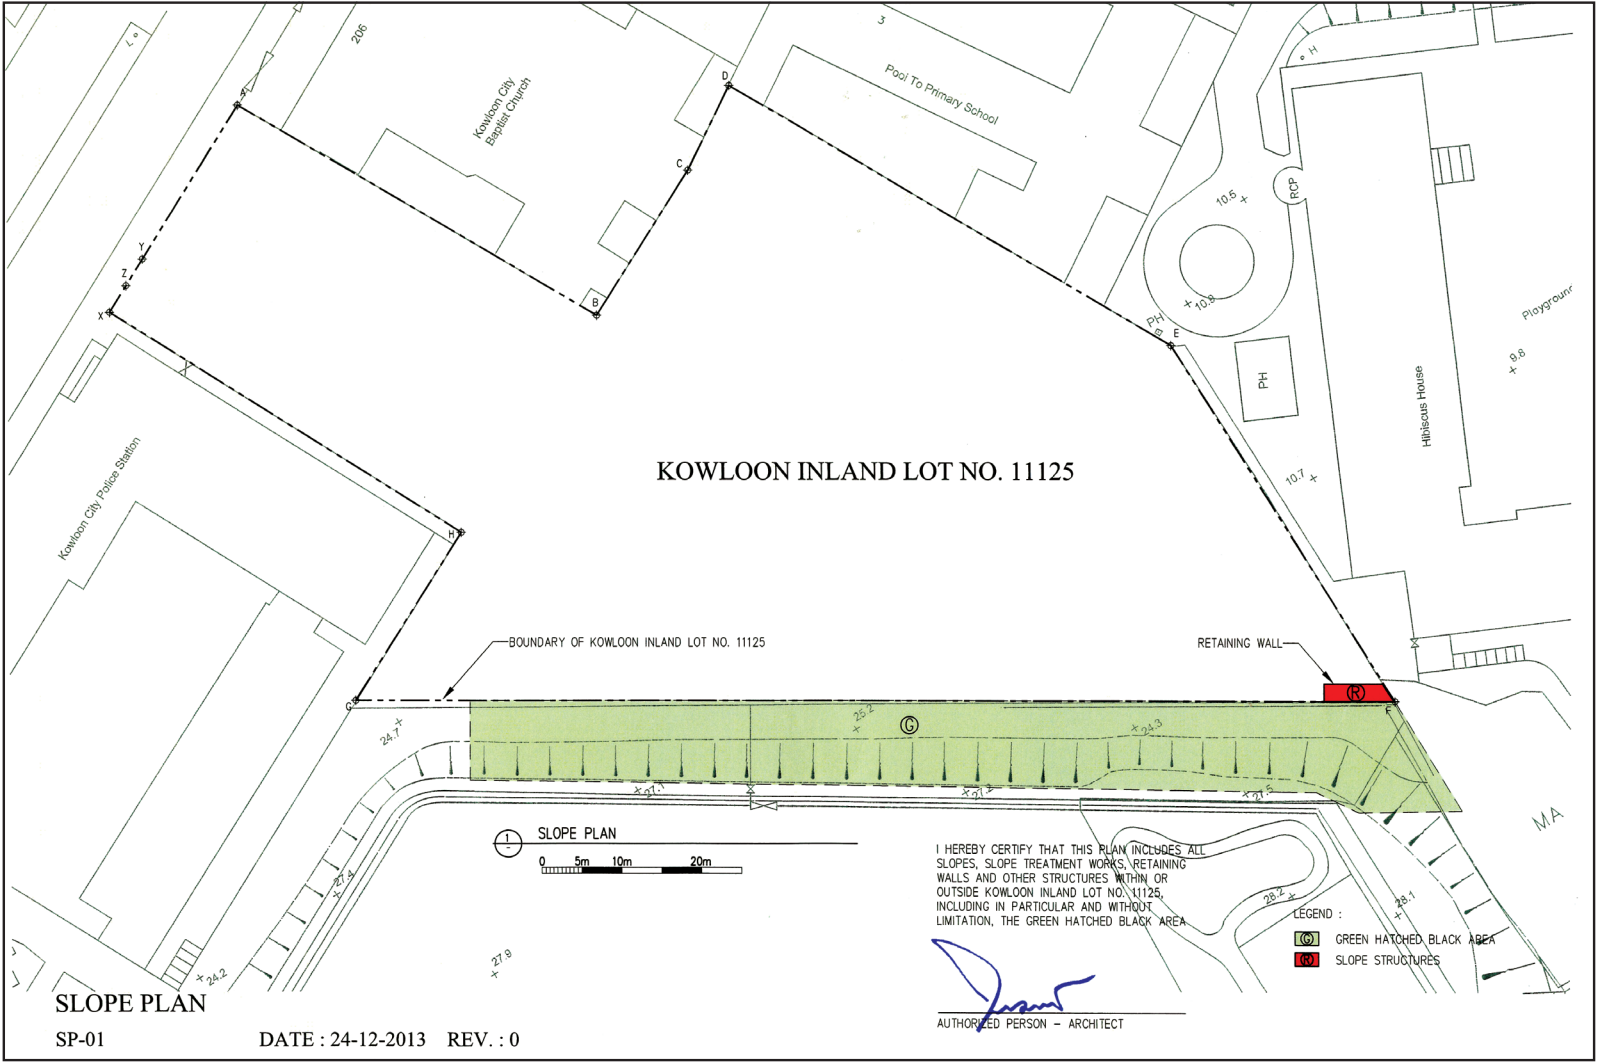 206
3
Kowloon City
Baptist Church
Pool To Primary School
D
C
B
Y
Z
X
H
RCP
10.5
10.8
PH
E
PH
Playground
9.8
Hibiscus House
10.7
Kowloon City Police Station
KOWLOON INLAND LOT NO. 11125
H
BOUNDARY OF KOWLOON INLAND LOT NO. 11125
RETAINING WALL
R
G
F
24.7
25.2
G
24.3
27.1
27.2
27.5
MA
1
-
SLOPE PLAN
0 5m 10m 20m
27.4
24.2
27.9
28.2
28.1
I HEREBY CERTIFY THAT THIS PLAN INCLUDES ALL
SLOPES, SLOPE TREATMENT WORKS, RETAINING
WALLS AND OTHER STRUCTURES WITHIN OR
OUTSIDE KOWLOON INLAND LOT NO. 11125,
INCLUDING IN PARTICULAR AND WITHOUT
LIMITATION, THE GREEN HATCHED BLACK AREA
AUTHORIZED PERSON - ARCHITECT
LEGEND :
G GREEN HATCHED BLACK AREA
R SLOPE STRUCTURES
SLOPE PLAN
SP-01 DATE : 24-12-2013 REV. : 0